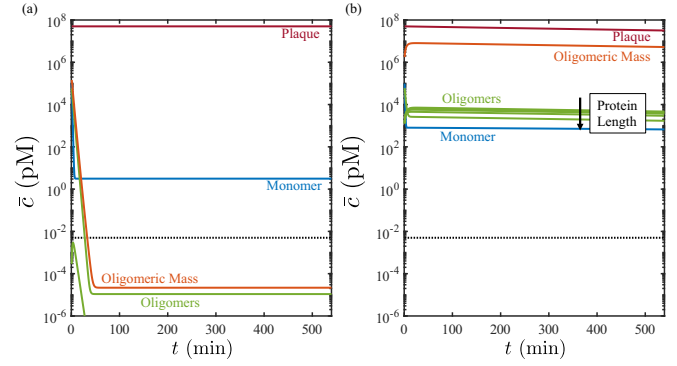 (a)
(b)
10^8
10^6
10^4
10^2
10^0
10^-2
10^-4
10^-6
c̄ (pM)
Plaque
Monomer
Oligomeric Mass
Oligomers
0 100 200 300 400 500
t (min)
10^8
10^6
10^4
10^2
10^0
10^-2
10^-4
10^-6
c̄ (pM)
Plaque
Oligomeric Mass
Oligomers
Protein
Length
Monomer
0 100 200 300 400 500
t (min)